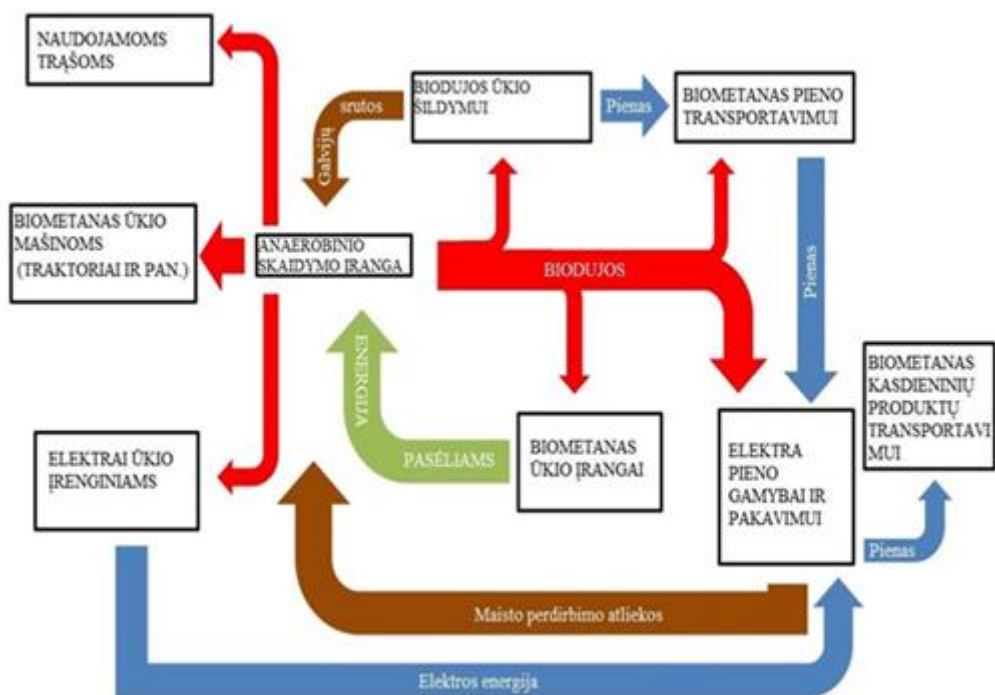 NAUDOJAMOMS
TRĄŠOMS
BIODUJOS ŪKIO
ŠILDYMUI
srutos
Galvijų
Pienas
BIOMETANAS PIENO
TRANSPORTAVIMUI
BIOMETANAS ŪKIO
MAŠINOMS
(TRAKTORIAI IR PAN.)
ANAEROBINIO
SKAIDYMO ĮRANGA
BIODUJOS
Pienas
ENERGIJA
PASĖLIAMS
BIOMETANAS
ŪKIO ĮRANGAI
BIOMETANAS
KASDIENINIŲ
PRODUKTŲ
TRANSPORTAVI
MUI
ELEKTRAI ŪKIO
ĮRENGINIAMS
ELEKTRA
PIENO
GAMYBAI IR
PAKAVIMUI
Pienas
Maisto perdirbimo atliekos
Elektros energija